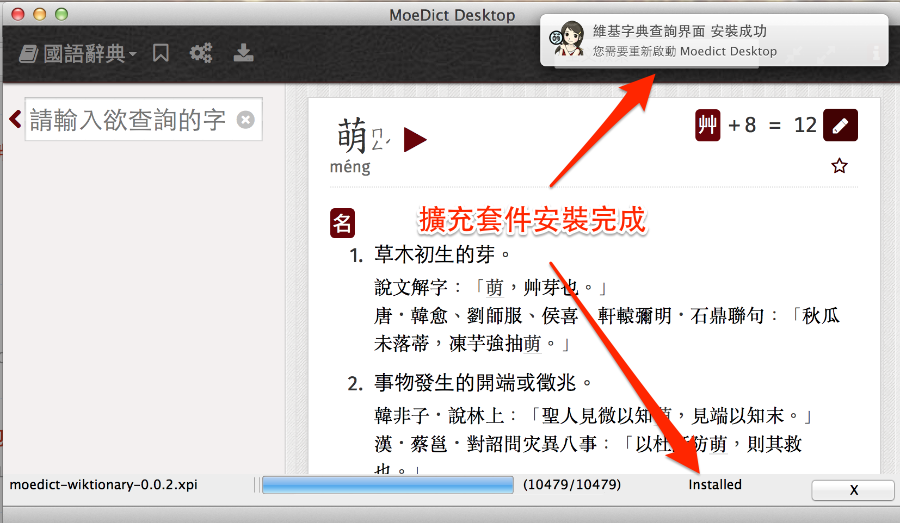 MoeDict Desktop
維基字典查詢界面 安裝成功
您需要重新啟動 Moedict Desktop
國語辭典
請輸入欲查詢的字
萌 ㄇㄥˊ
méng
艸 +8 = 12
擴充套件安裝完成
名
1. 草木初生的芽。
說文解字：「萌，艸芽也。」
唐．韓愈、劉師服、侯喜、軒轅彌明．石鼎聯句：「秋瓜
未落蒂，凍芋強抽萌。」
2. 事物發生的開端或徵兆。
韓非子．說林上：「聖人見微以知萌，見端以知末。」
漢．蔡邕．對詔問灾異八事：「以杜防萌，則其救
也。」
moedict-wiktionary-0.0.2.xpi
(10479/10479)
Installed
X